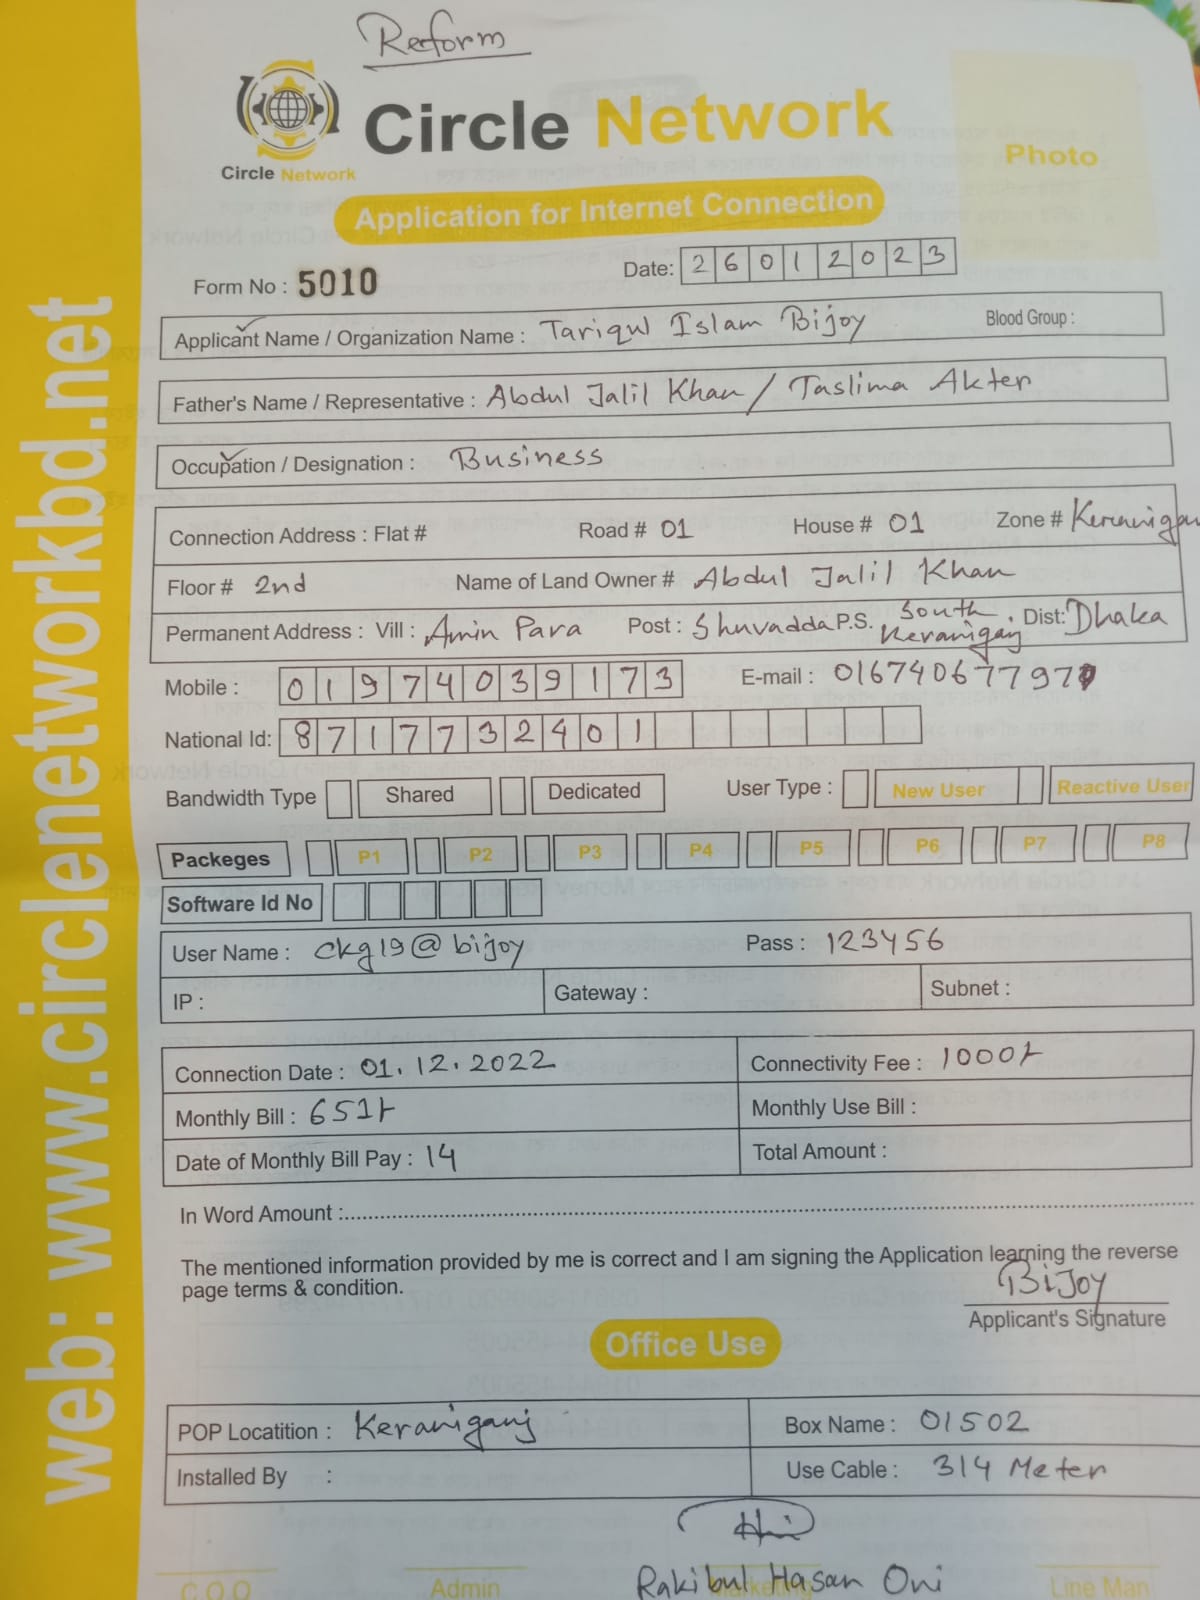 Reeform
Circle Network
Circle Network
Photo
Application for Internet Connection
Form No : 5010
Date: 26012023
Applicant Name / Organization Name : Tariqul Islam Bijoy Blood Group :
Father's Name / Representative : Abdul Jalil Khan / Taslima Akter
Occupation / Designation : Business
Connection Address : Flat # Road # 01 House # 01 Zone # Keranigan
Floor # 2nd Name of Land Owner # Abdul Jalil Khan
Permanent Address : Vill : Amin Para Post : Shuvadda P.S. South Keranigay, Dist: Dhaka
Mobile : 01974039173 E-mail :
National Id: 8717732401
Bandwidth Type Shared Dedicated User Type : New User Reactive User
Packeges P1 P2 P3 P4 P5 P6 P7 P8
Software Id No
User Name : ckg19@bijoy Pass : 123456
IP : Gateway : Subnet :
Connection Date : 01.12.2022 Connectivity Fee : 1000/-
Monthly Bill : 651/- Monthly Use Bill :
Date of Monthly Bill Pay : 14 Total Amount :
In Word Amount :
The mentioned information provided by me is correct and I am signing the Application learning the reverse
page terms & condition.
BiJoy
Applicant's Signature
Office Use
POP Locatition : Keraniganj Box Name : 01502
Installed By : Use Cable : 314 Meter
Rakibul Hasan Oni
C.O.O Admin Marketing Line Man
web: www.circlenetworkbd.net